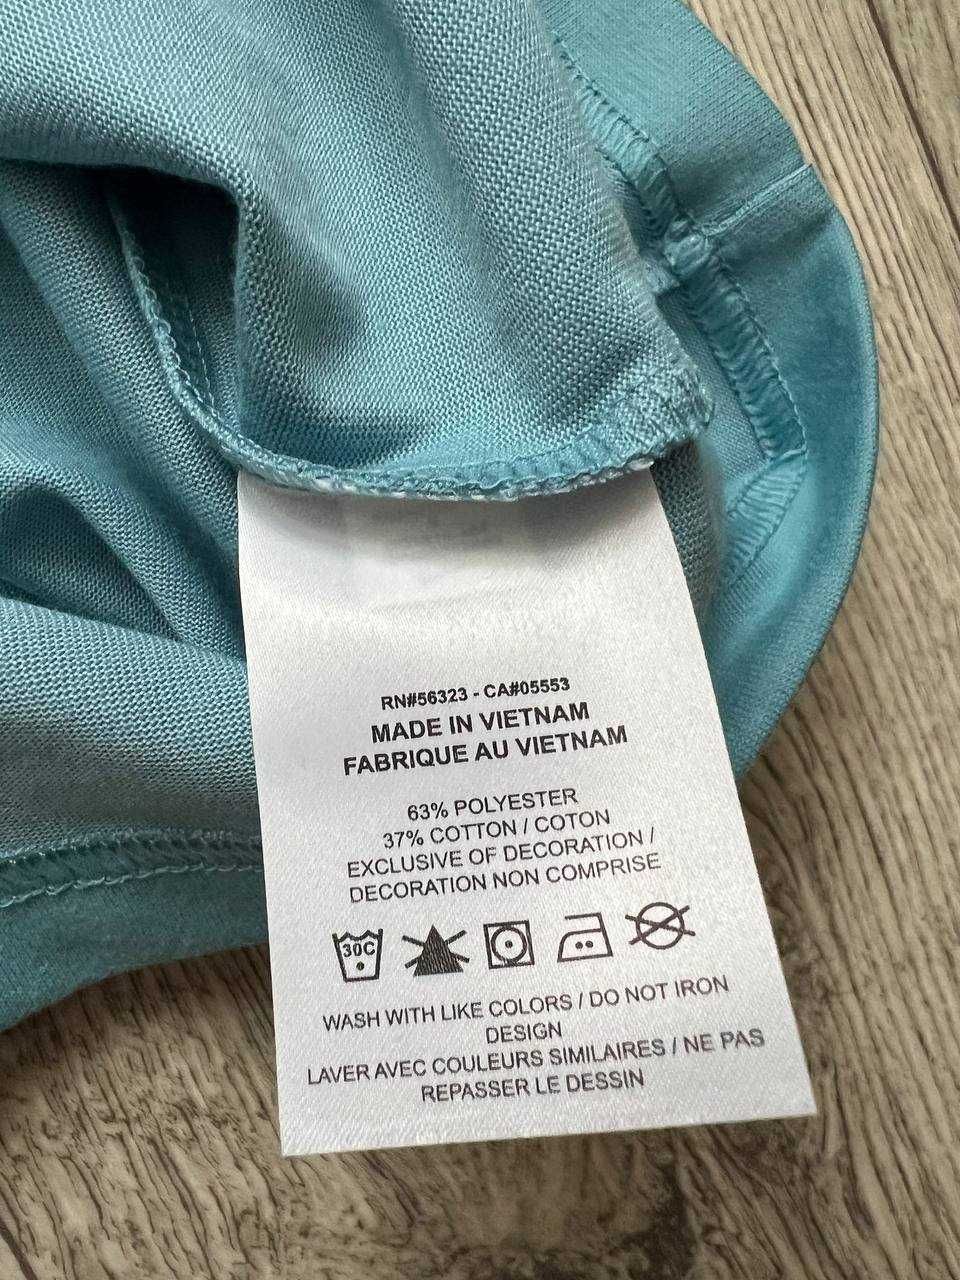 RN#56323 - CA#05553
MADE IN VIETNAM
FABRIQUE AU VIETNAM
63% POLYESTER
37% COTTON / COTON
EXCLUSIVE OF DECORATION /
DECORATION NON COMPRISE
30C
WASH WITH LIKE COLORS / DO NOT IRON
DESIGN
LAVER AVEC COULEURS SIMILAIRES / NE PAS
REPASSER LE DESSIN